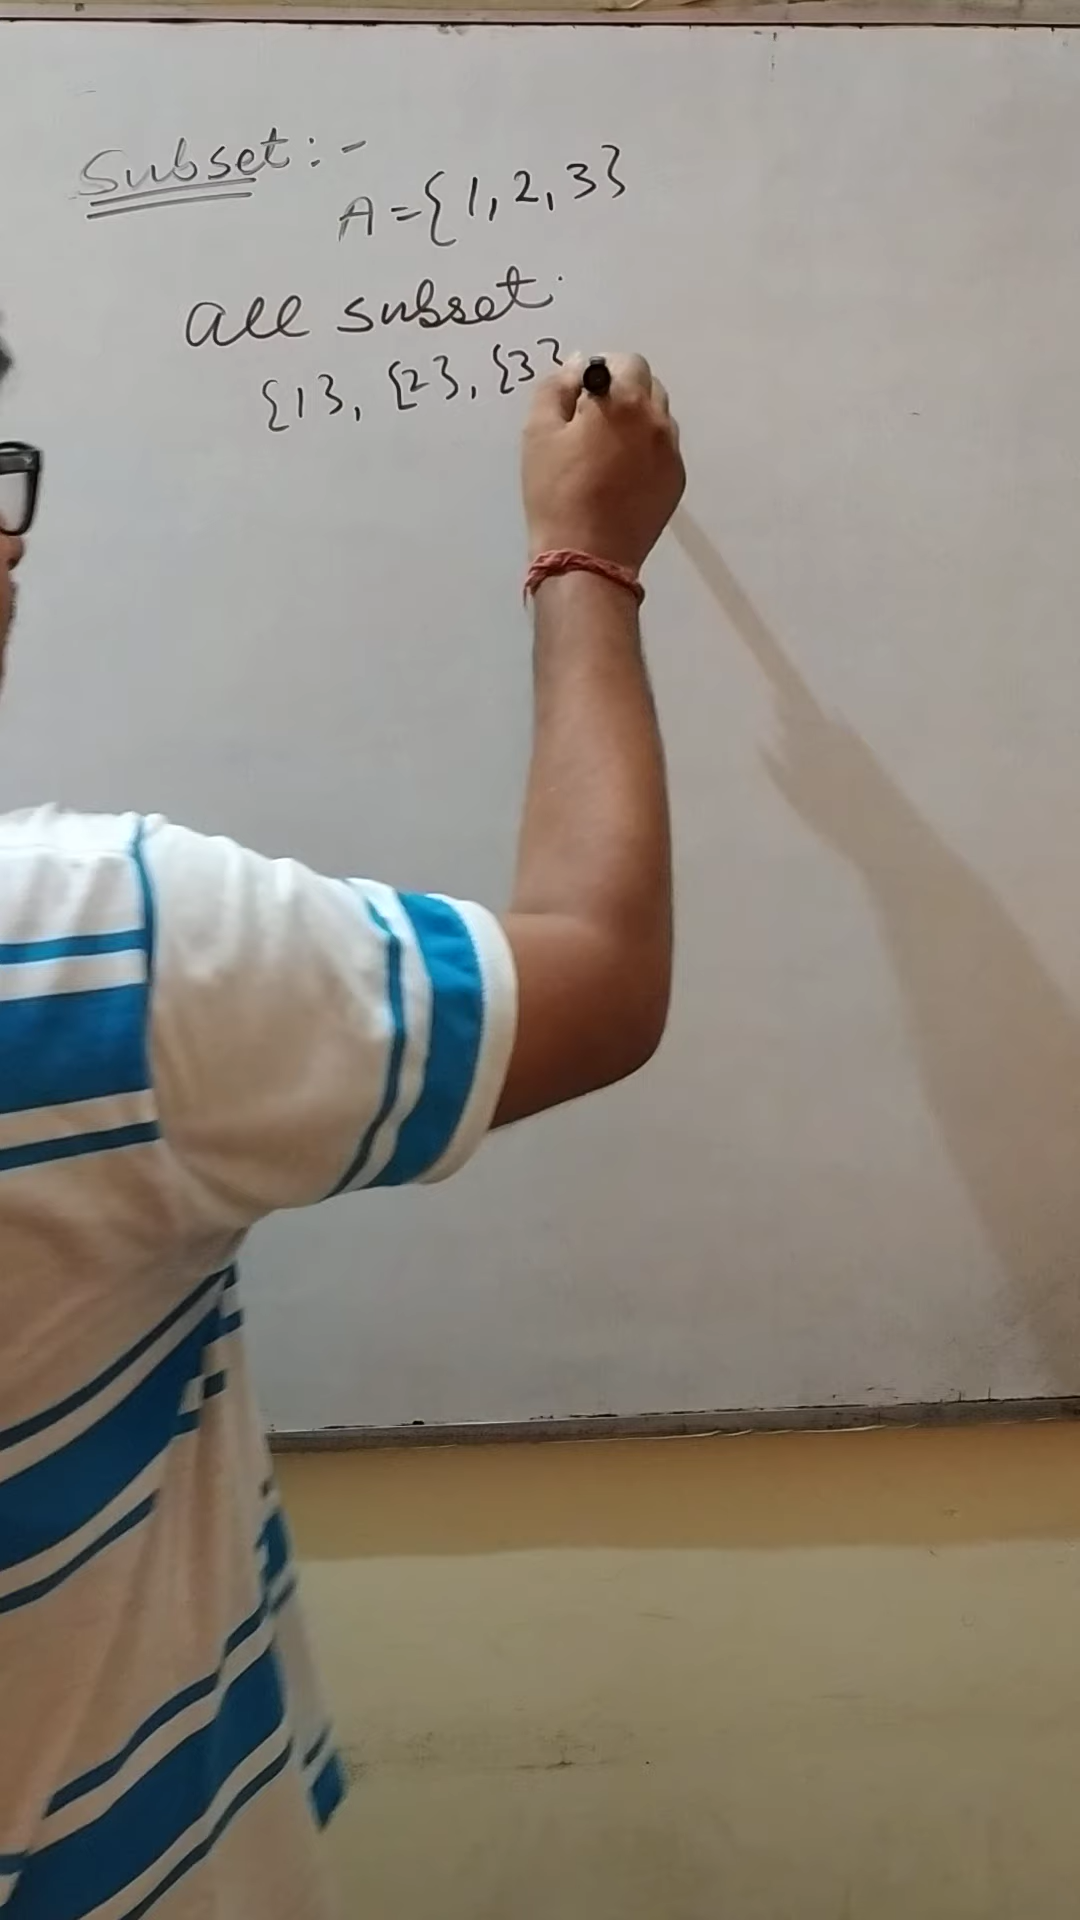 Subset:-
A={1,2,3}
All subset.
{1}, {2}, {3}